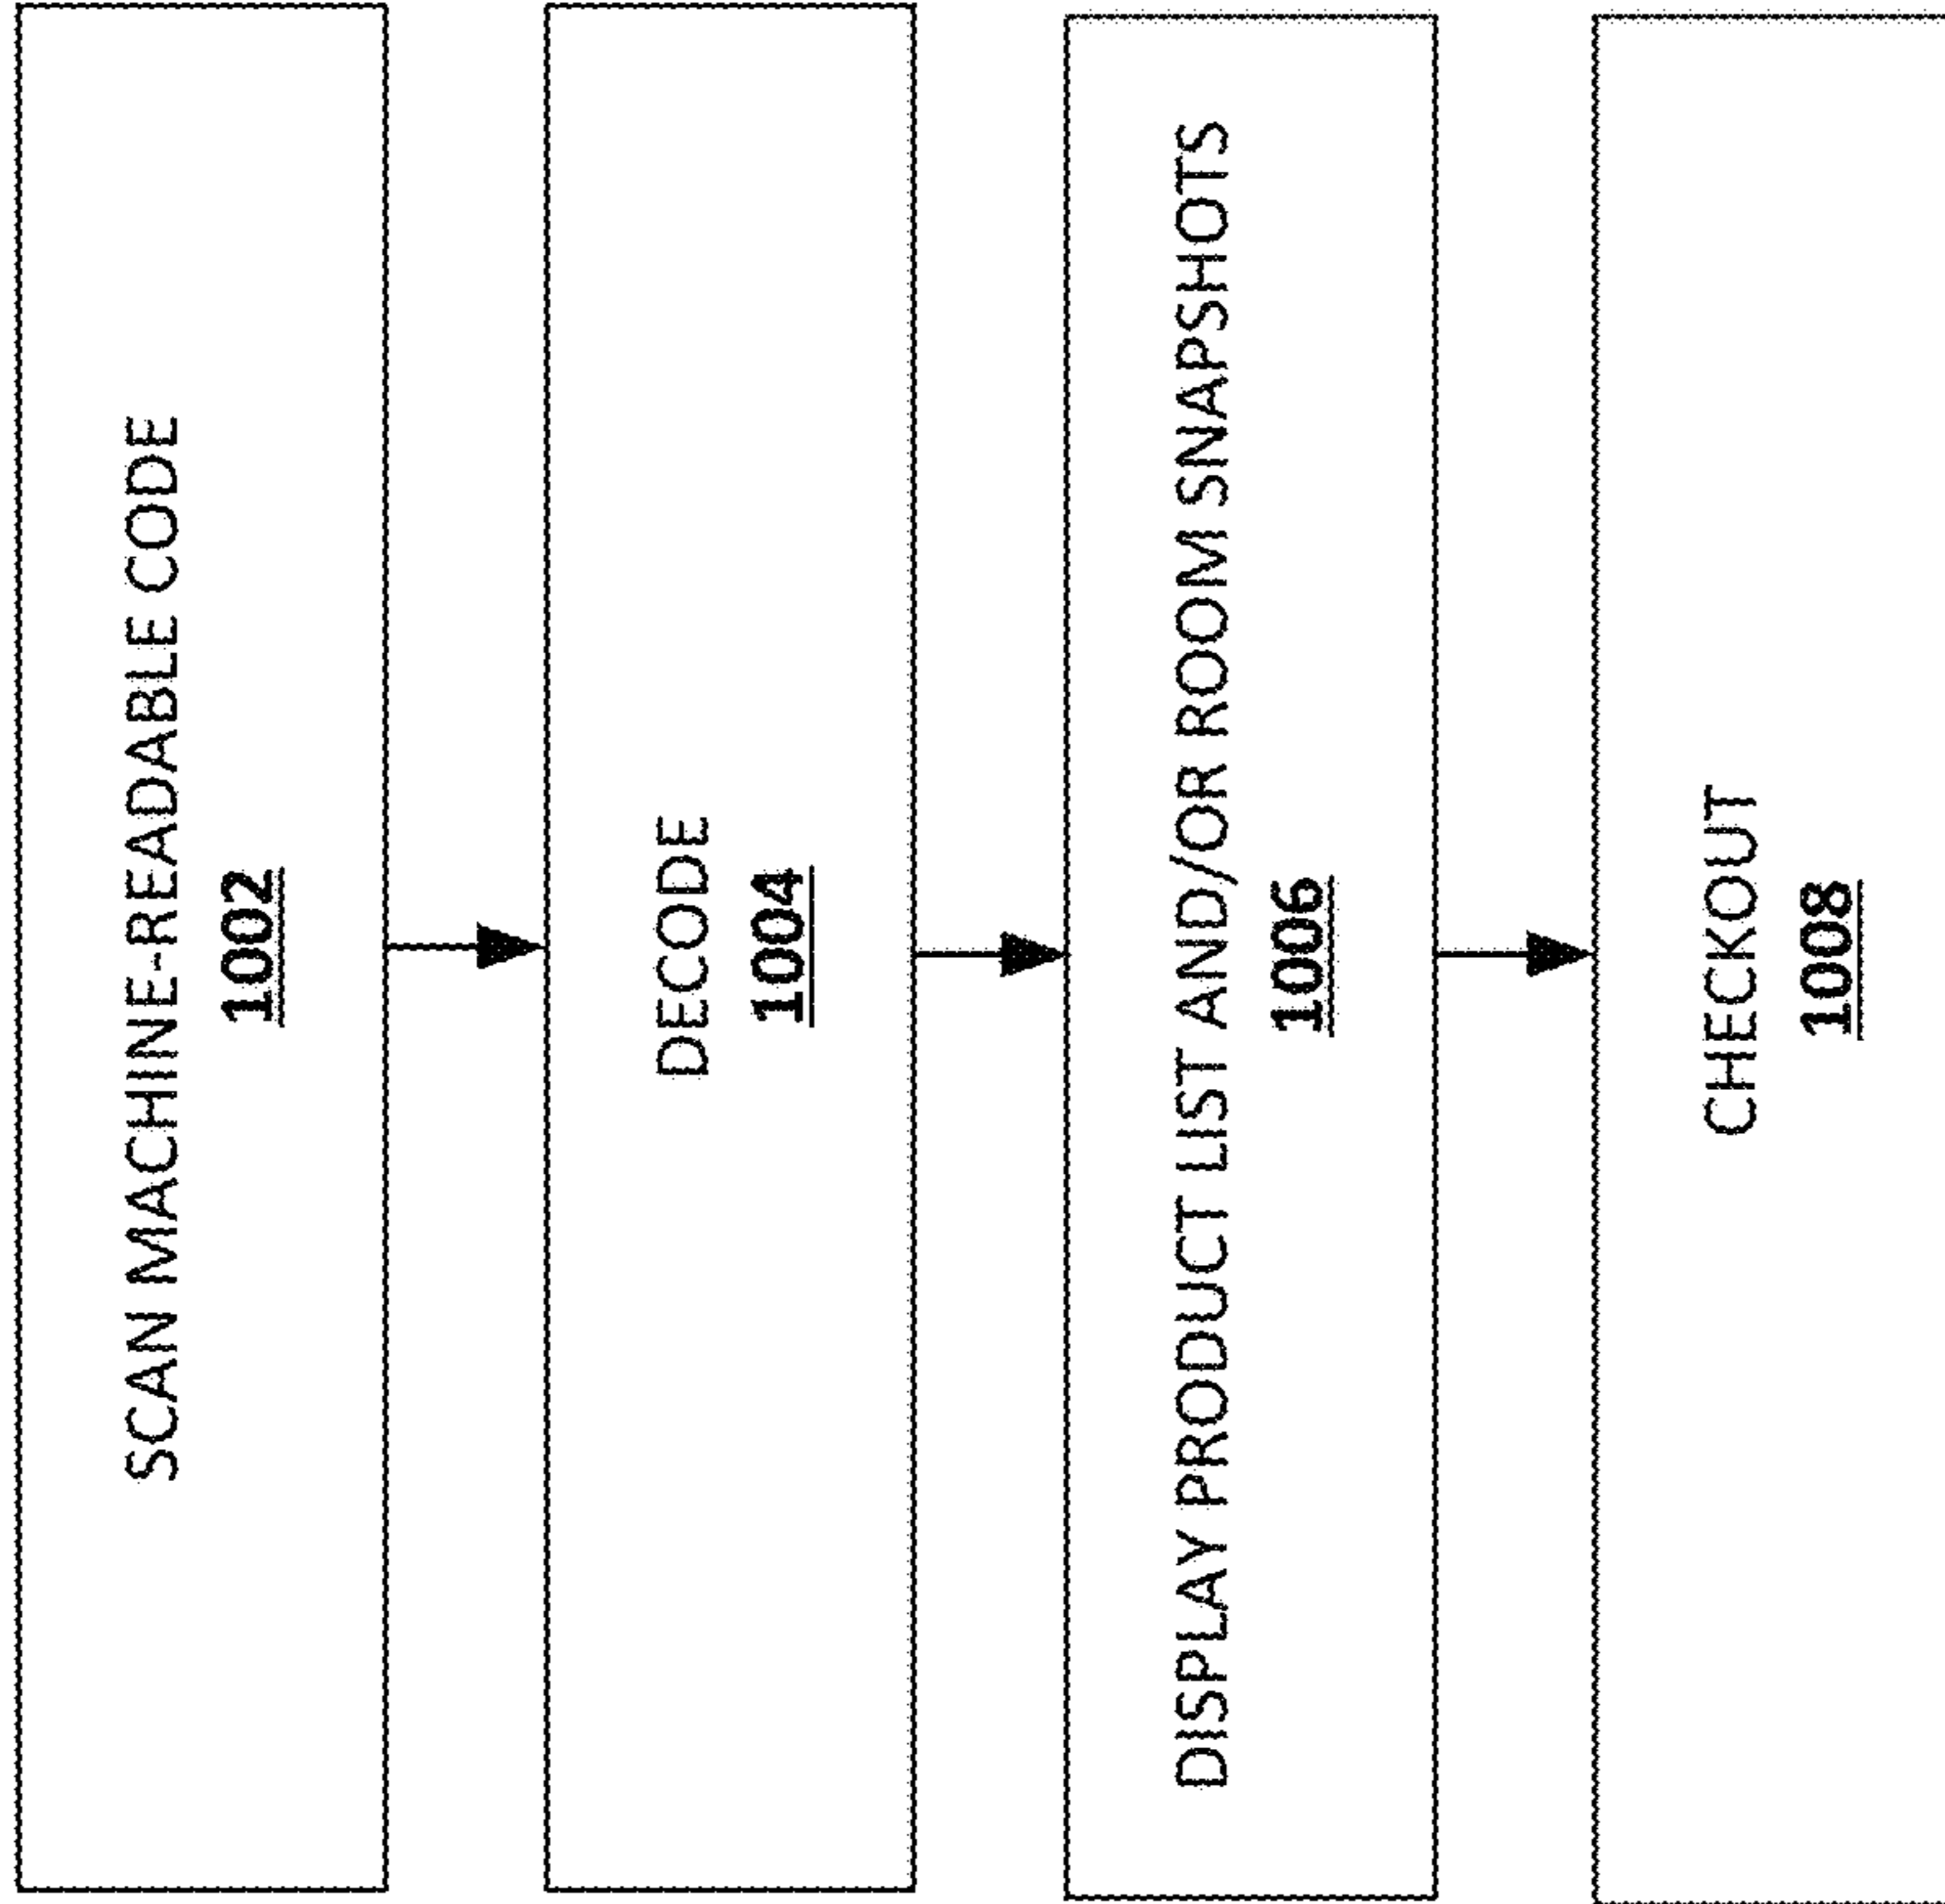 SCAN MACHINE-READABLE CODE
1002
DECODE
1004
DISPLAY PRODUCT LIST AND/OR ROOM SNAPSHOTS
1006
CHECKOUT
1008